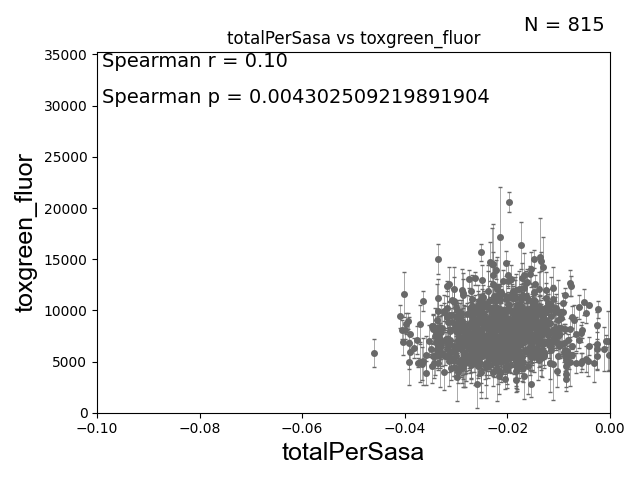 N = 815
totalPerSasa vs toxgreen_fluor
Spearman r = 0.10
Spearman p = 0.004302509219891904
toxgreen_fluor
35000
30000
25000
20000
15000
10000
5000
0
−0.10
−0.08
−0.06
−0.04
−0.02
0.00
totalPerSasa